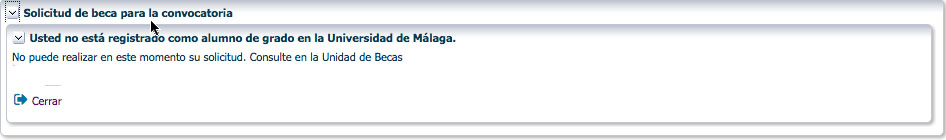 Solicitud de beca para la convocatoria
Usted no está registrado como alumno de grado en la Universidad de Málaga.
No puede realizar en este momento su solicitud. Consulte en la Unidad de Becas
Cerrar